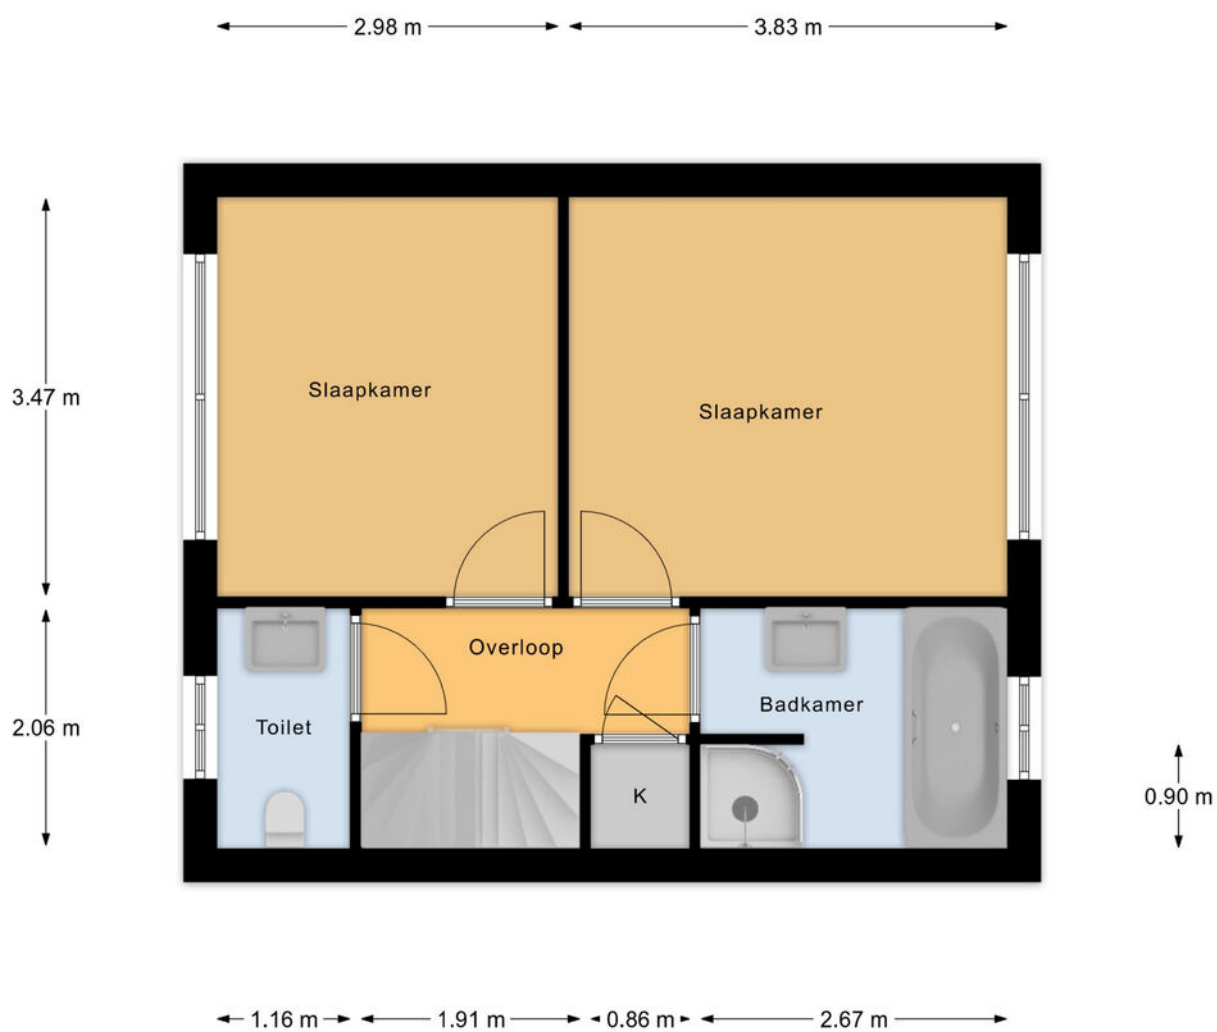 2.98 m
3.83 m
3.47 m
Slaapkamer
Slaapkamer
Overloop
Badkamer
Toilet
2.06 m
K
0.90 m
1.16 m
1.91 m
0.86 m
2.67 m